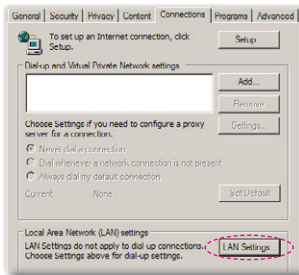 General Security Privacy Content Connections Programs Advanced
To set up an Internet connection, click
Setup.
Setup...
Dial-up and Virtual Private Network settings
Add...
Remove
Choose Settings if you need to configure a proxy
server for a connection.
Settings...
Never dial a connection
Dial whenever a network connection is not present
Always dial my default connection
Current None
Set Default
Local Area Network (LAN) settings
LAN Settings do not apply to dial-up connections.
Choose Settings above for dial-up settings.
LAN Settings...